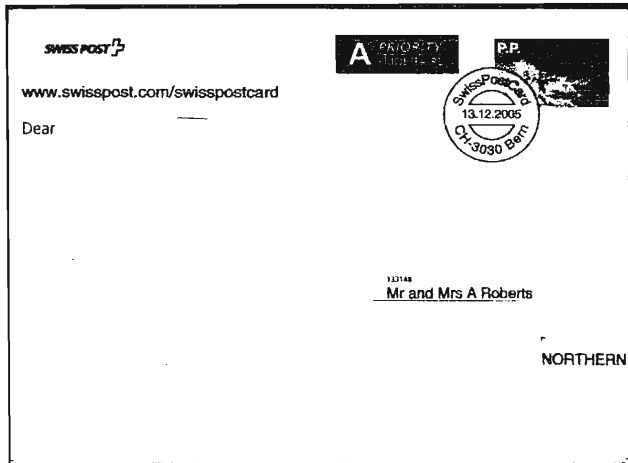 SWISS POST
A PRIORITY
P.P.
www.swisspost.com/swisspostcard
SwissPostCard
13.12.2005
CH-3030 Bern
Dear
133148
Mr and Mrs A Roberts
NORTHERN